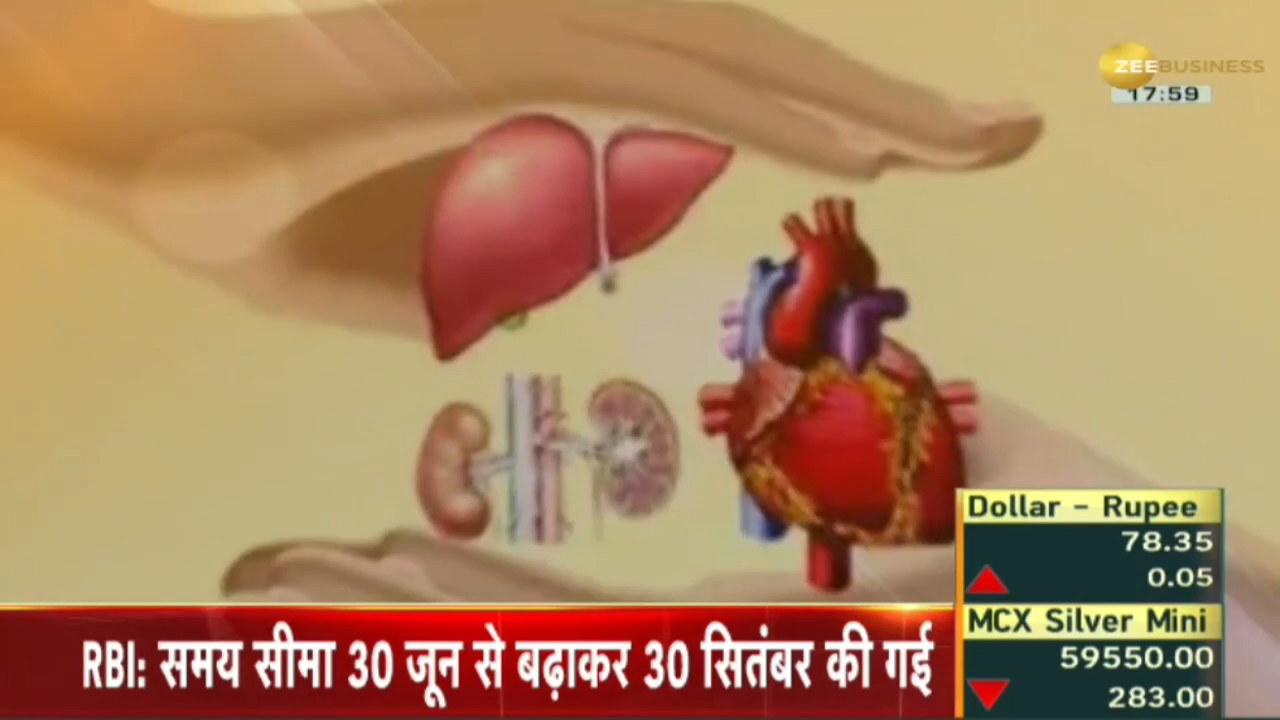 ZEEBUSINESS
17:59
Dollar - Rupee
78.35
0.05
MCX Silver Mini
59550.00
283.00
RBI: समय सीमा 30 जून से बढ़ाकर 30 सितंबर की गई